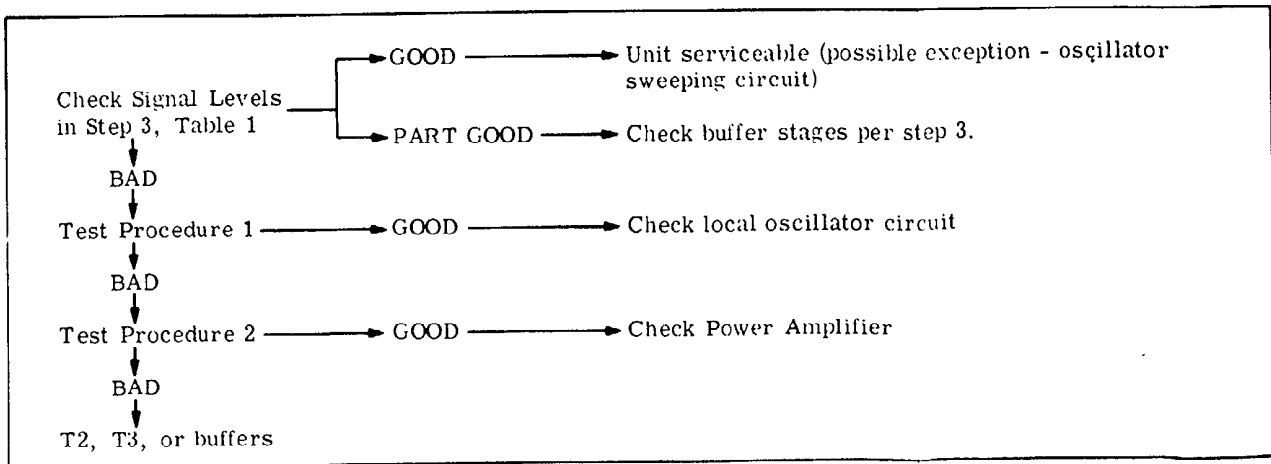 GOOD
Unit serviceable (possible exception - oscillator
sweeping circuit)
Check Signal Levels
in Step 3, Table 1
PART GOOD
Check buffer stages per step 3.
BAD
Test Procedure 1
GOOD
Check local oscillator circuit
BAD
Test Procedure 2
GOOD
Check Power Amplifier
BAD
T2, T3, or buffers